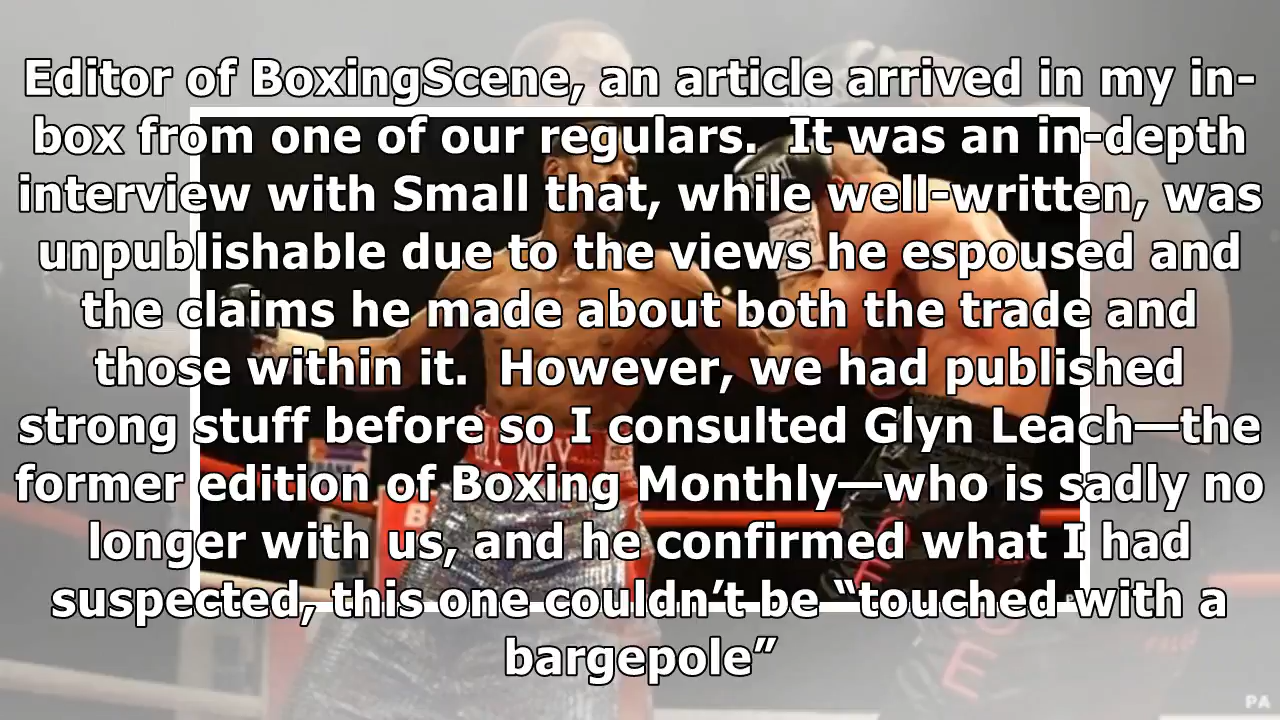 Editor of BoxingScene, an article arrived in my in-
box from one of our regulars.  It was an in-depth
interview with Small that, while well-written, was
unpublishable due to the views he espoused and
the claims he made about both the trade and
those within it.  However, we had published
strong stuff before so I consulted Glyn Leach—the
former edition of Boxing Monthly—who is sadly no
longer with us, and he confirmed what I had
suspected, this one couldn’t be “touched with a
bargepole”
PA